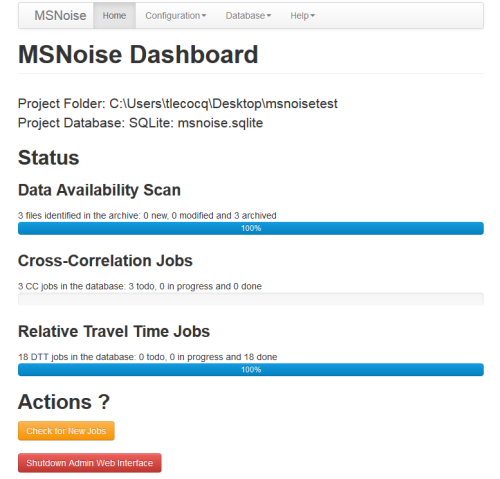 MSNoise Home Configuration Database Help
MSNoise Dashboard
Project Folder: C:\Users\tlecocq\Desktop\msnoisetest
Project Database: SQLite: msnoise.sqlite
Status
Data Availability Scan
3 files identified in the archive: 0 new, 0 modified and 3 archived
100%
Cross-Correlation Jobs
3 CC jobs in the database: 3 todo, 0 in progress and 0 done
Relative Travel Time Jobs
18 DTT jobs in the database: 0 todo, 0 in progress and 18 done
100%
Actions ?
Check for New Jobs
Shutdown Admin Web Interface